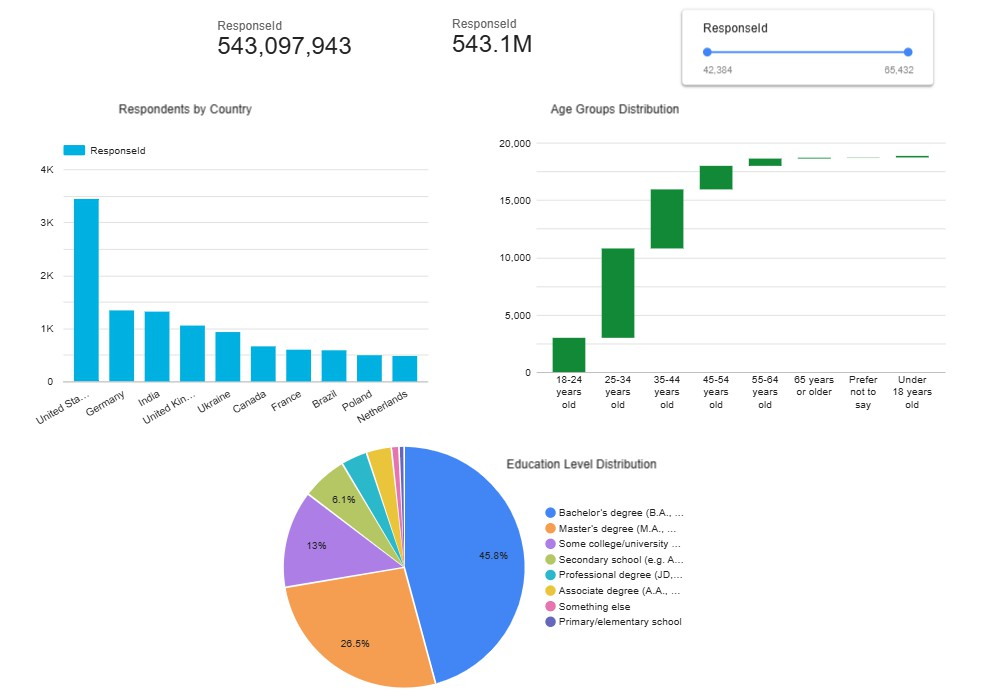 ResponseId
543,097,943
ResponseId
543.1M
ResponseId
42,384
65,432
Respondents by Country
ResponseId
4K
3K
2K
1K
0
United Sta…
Germany
India
United Kin…
Ukraine
Canada
France
Brazil
Poland
Netherlands
Age Groups Distribution
20,000
15,000
10,000
5,000
0
18-24
years
old
25-34
years
old
35-44
years
old
45-54
years
old
55-64
years
old
65 years
or older
Prefer
not to
say
Under
18 years
old
Education Level Distribution
45.8%
26.5%
13%
6.1%
Bachelor's degree (B.A., …
Master's degree (M.A., …
Some college/university …
Secondary school (e.g. A…
Professional degree (JD,…
Associate degree (A.A., …
Something else
Primary/elementary school